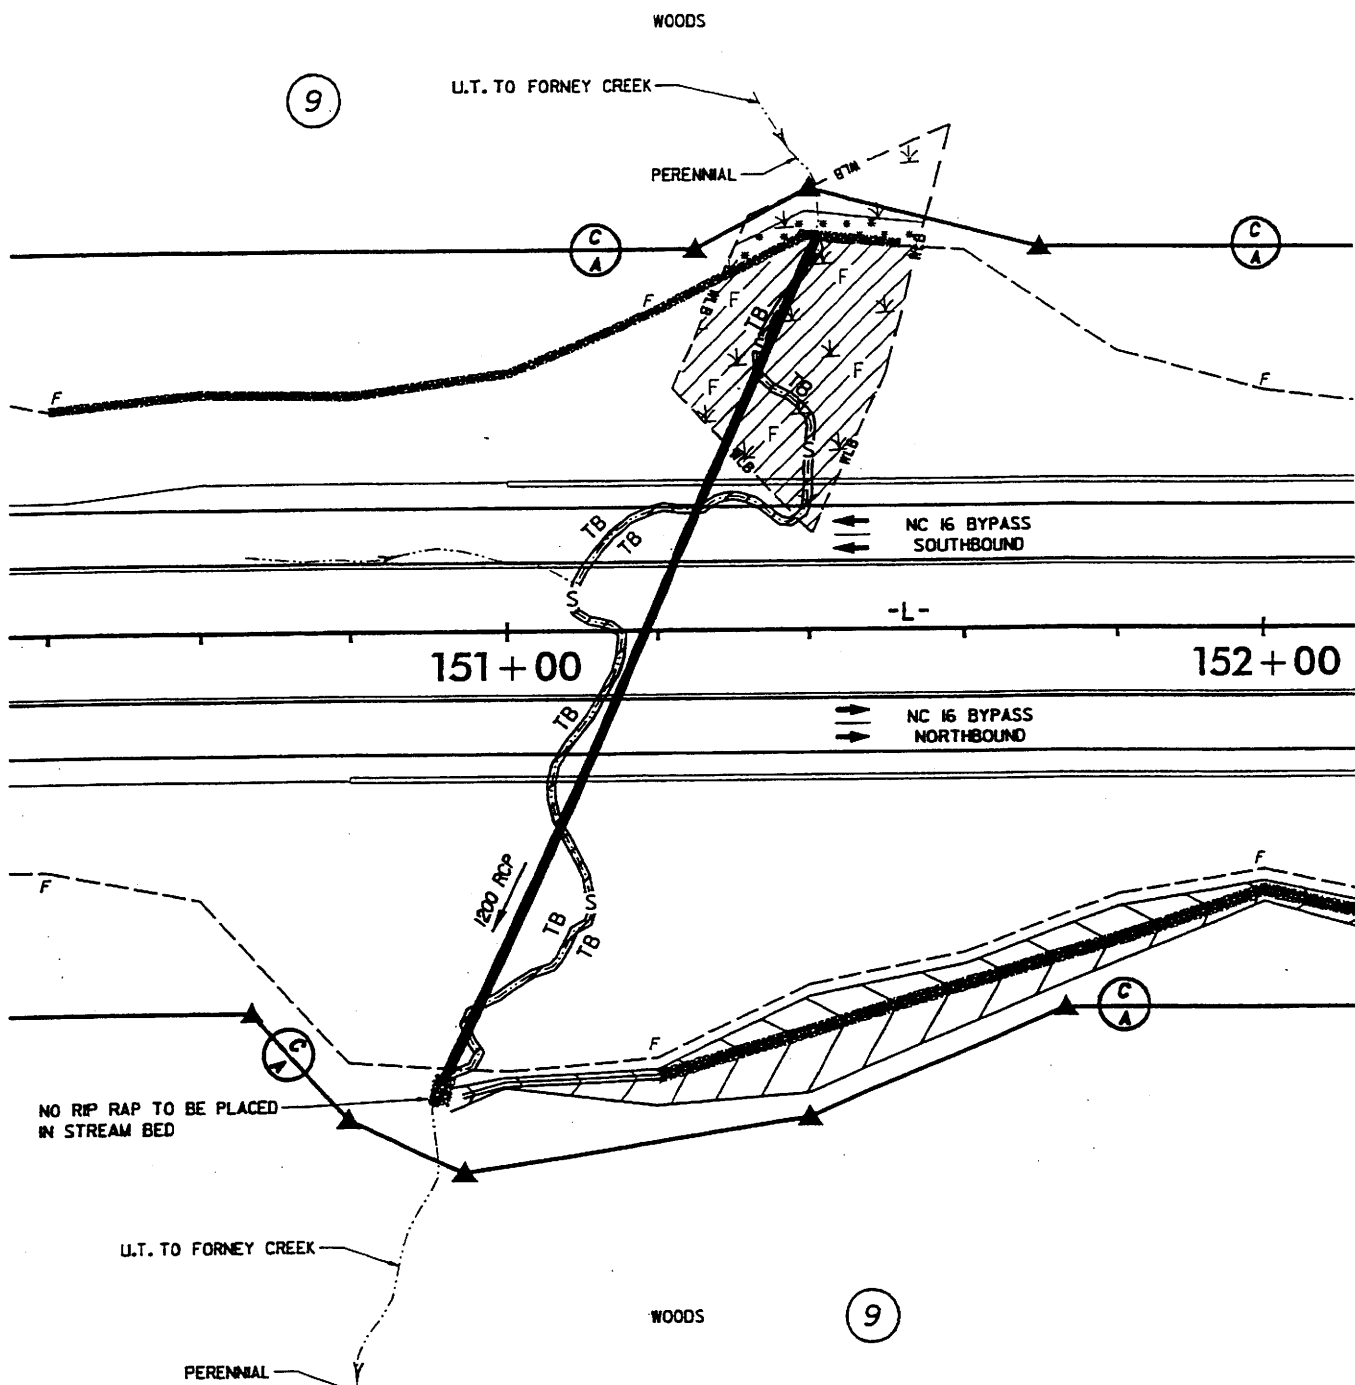 WOODS
9
U.T. TO FORNEY CREEK
PERENNIAL
WLB
C
A
C
A
WLB
F
F
WLB
TB
F
F
TB
F
F
F
S
WLB
WLB
NC 16 BYPASS
SOUTHBOUND
TB
TB
S
-L-
151+00
152+00
NC 16 BYPASS
NORTHBOUND
TB
F
F
1200 RCP
S
TB
TB
C
A
C
A
F
NO RIP RAP TO BE PLACED
IN STREAM BED
U.T. TO FORNEY CREEK
WOODS
9
PERENNIAL